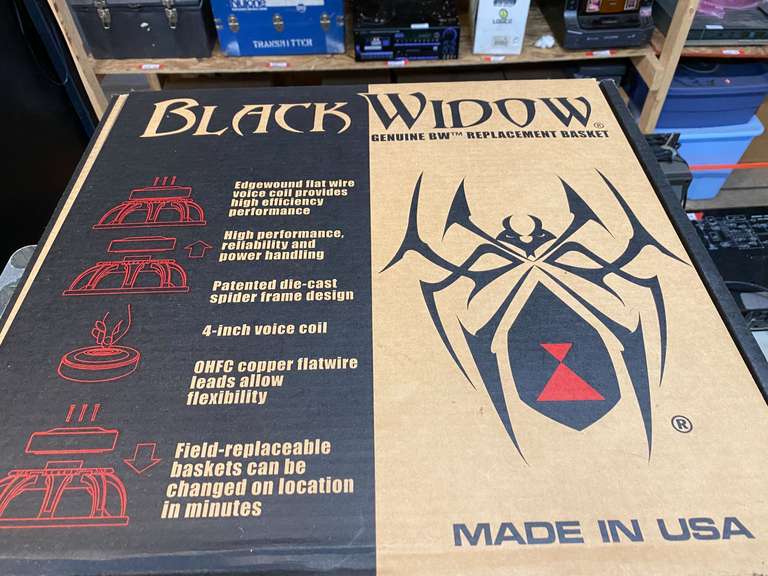 TRANSMITTER
BLACK WIDOW®
GENUINE BW™ REPLACEMENT BASKET
Edgewound flat wire
voice coil provides
high efficiency
performance
High performance,
reliability and
power handling
Patented die-cast
spider frame design
4-inch voice coil
OHFC copper flatwire
leads allow
flexibility
Field-replaceable
baskets can be
changed on location
in minutes
®
MADE IN USA